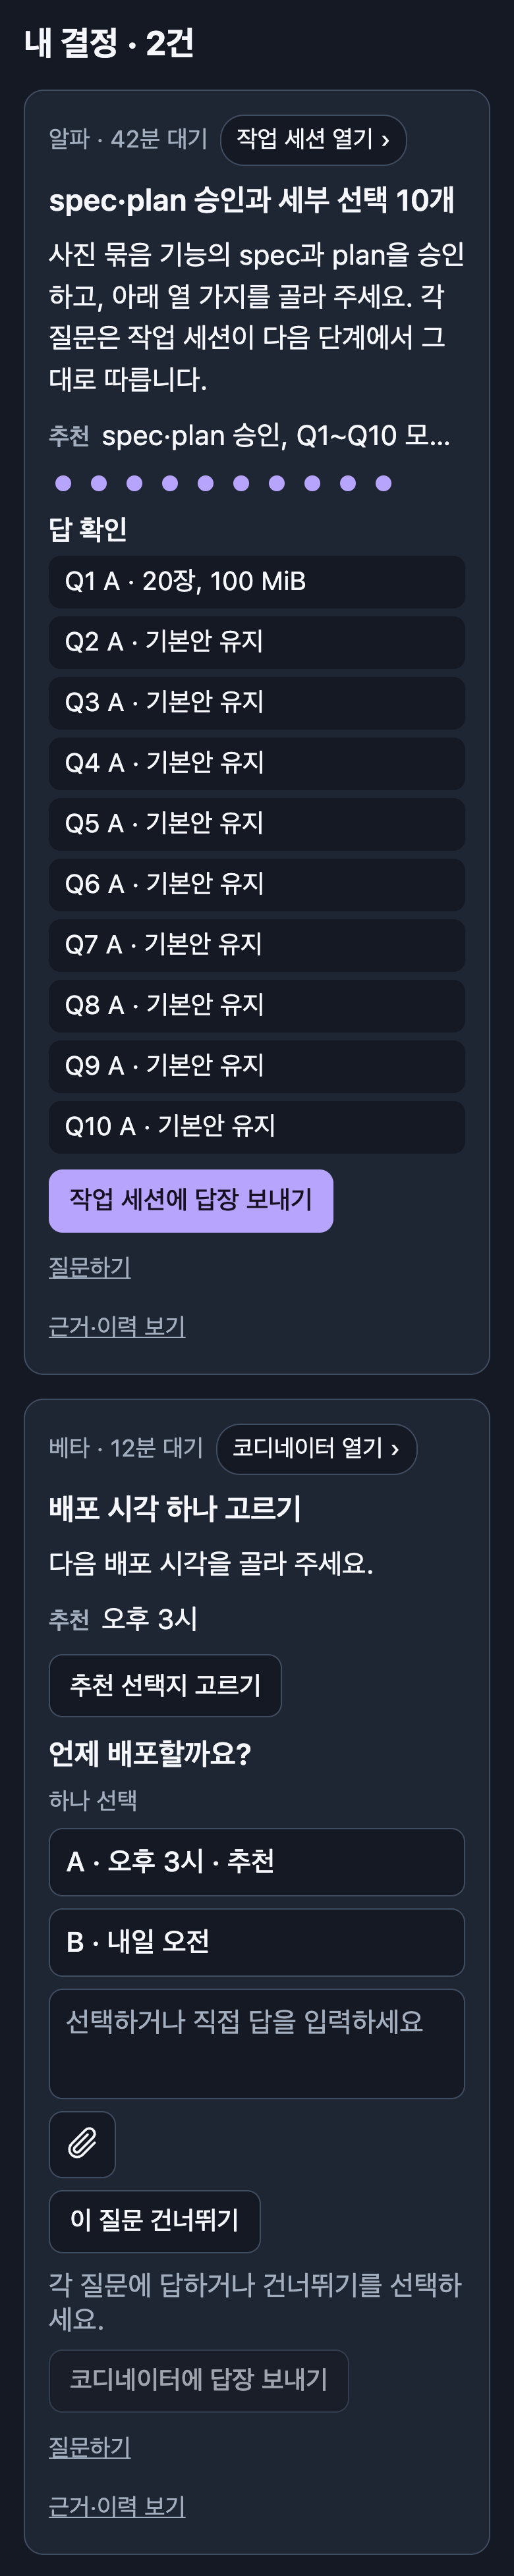 내 결정 · 2건
알파 · 42분 대기 작업 세션 열기 ›
spec·plan 승인과 세부 선택 10개
사진 묶음 기능의 spec과 plan을 승인
하고, 아래 열 가지를 골라 주세요. 각
질문은 작업 세션이 다음 단계에서 그
대로 따릅니다.
추천 spec·plan 승인, Q1~Q10 모...
답 확인
Q1 A · 20장, 100 MiB
Q2 A · 기본안 유지
Q3 A · 기본안 유지
Q4 A · 기본안 유지
Q5 A · 기본안 유지
Q6 A · 기본안 유지
Q7 A · 기본안 유지
Q8 A · 기본안 유지
Q9 A · 기본안 유지
Q10 A · 기본안 유지
작업 세션에 답장 보내기
질문하기
근거·이력 보기
베타 · 12분 대기 코디네이터 열기 ›
배포 시각 하나 고르기
다음 배포 시각을 골라 주세요.
추천 오후 3시
추천 선택지 고르기
언제 배포할까요?
하나 선택
A · 오후 3시 · 추천
B · 내일 오전
선택하거나 직접 답을 입력하세요
이 질문 건너뛰기
각 질문에 답하거나 건너뛰기를 선택하
세요.
코디네이터에 답장 보내기
질문하기
근거·이력 보기